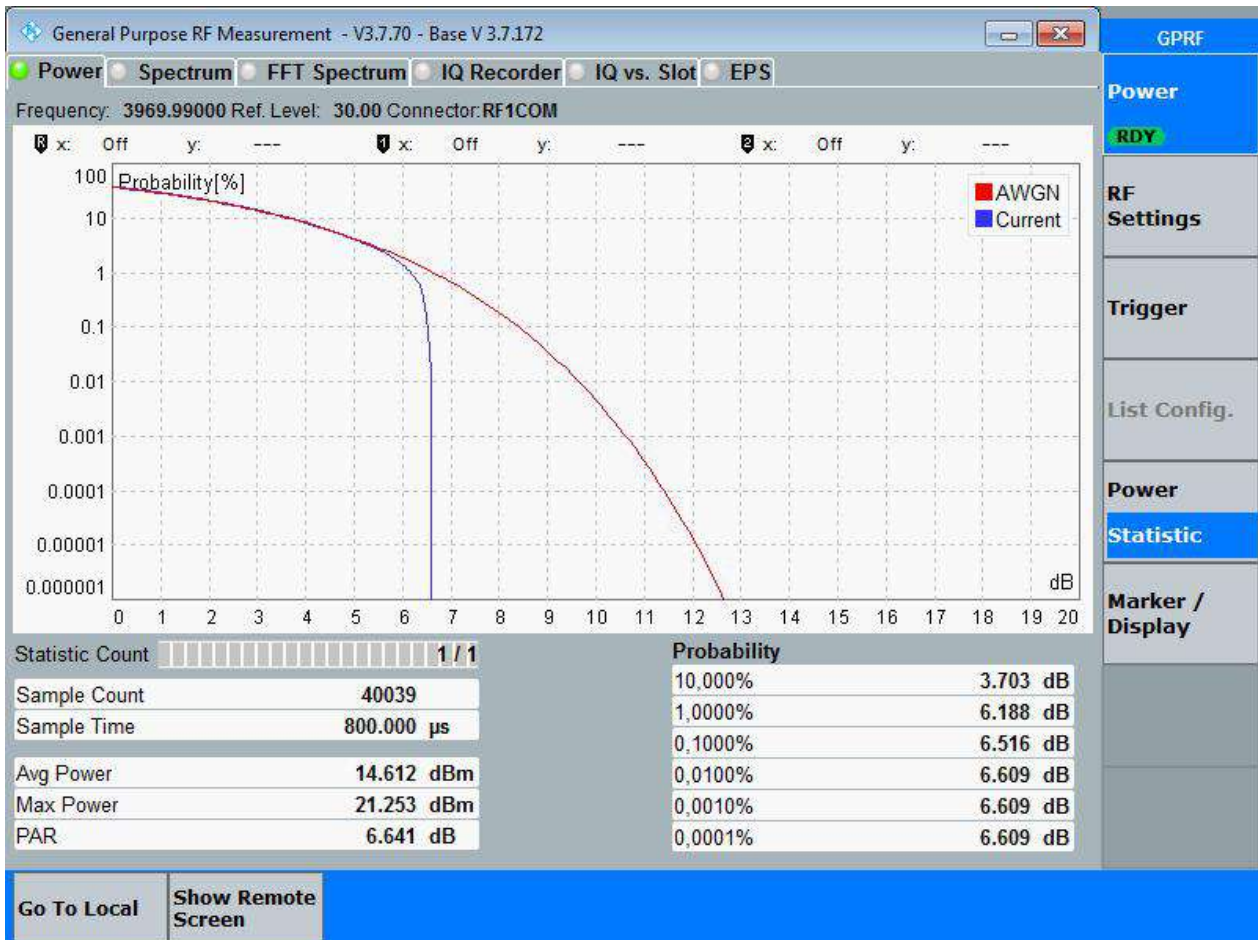 General Purpose RF Measurement - V3.7.70 - Base V 3.7.172
GPRF
Power Spectrum FFT Spectrum IQ Recorder IQ vs. Slot EPS
Frequency: 3969.99000 Ref. Level: 30.00 Connector:RF1COM
R x: Off y: --- 1 x: Off y: --- 2 x: Off y: ---
Probability[%]
AWGN
Current
100
10
1
0.1
0.01
0.001
0.0001
0.00001
0.000001
dB
0 1 2 3 4 5 6 7 8 9 10 11 12 13 14 15 16 17 18 19 20
Statistic Count 1 / 1
Sample Count 40039
Sample Time 800.000 µs
Avg Power 14.612 dBm
Max Power 21.253 dBm
PAR 6.641 dB
Probability
10,000% 3.703 dB
1,0000% 6.188 dB
0,1000% 6.516 dB
0,0100% 6.609 dB
0,0010% 6.609 dB
0,0001% 6.609 dB
Power
RDY
RF
Settings
Trigger
List Config.
Power
Statistic
Marker /
Display
Go To Local
Show Remote
Screen